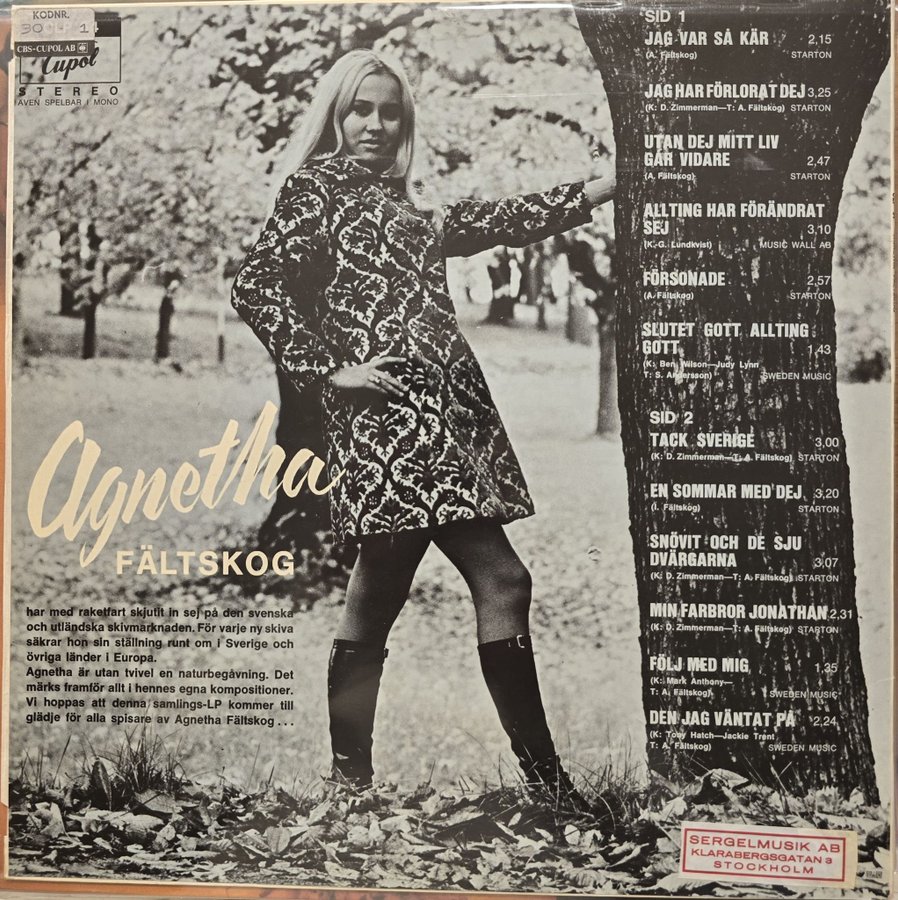 KODNR.
30 1
CBS-CUPOL AB
Cupol
STEREO
ÄVEN SPELBAR I MONO
Agnetha
FÄLTSKOG
har med raketfart skjutit in sej på den svenska
och utländska skivmarknaden. För varje ny skiva
säkrar hon sin ställning runt om i Sverige och
övriga länder i Europa.
Agnetha är utan tvivel en naturbegåvning. Det
märks framför allt i hennes egna kompositioner.
Vi hoppas att denna samlings-LP kommer till
glädje för alla spisare av Agnetha Fältskog ...
SID 1
JAG VAR SÅ KÄR 2,15
(A. Fältskog) STARTON
JAG HAR FÖRLORAT DEJ 3,25
(K: D. Zimmerman—T: A. Fältskog) STARTON
UTAN DEJ MITT LIV
GÅR VIDARE 2,47
(A. Fältskog) STARTON
ALLTING HAR FÖRÄNDRAT
SEJ 3,10
(K.-G. Lundkvist) MUSIC WALL AB
FÖRSONADE 2,57
(A. Fältskog) STARTON
SLUTET GOTT ALLTING
GOTT 1,43
(K: Ben Wilson—Judy Lynn
T: S. Andersson) SWEDEN MUSIC
SID 2
TACK SVERIGE 3,00
(K: D. Zimmerman—T: A. Fältskog) STARTON
EN SOMMAR MED DEJ 3,20
(I. Fältskog) STARTON
SNÖVIT OCH DE SJU
DVÄRGARNA 3,07
(K: D. Zimmerman—T: A. Fältskog) STARTON
MIN FARBROR JONATHAN 2,31
(K: D. Zimmerman—T: A. Fältskog) STARTON
FÖLJ MED MIG 1,35
(K: Mark Anthony—
T: A. Fältskog) SWEDEN MUSIC
DEN JAG VÄNTAT PÅ 2,24
(K: Tony Hatch—Jackie Trent
T: A. Fältskog) SWEDEN MUSIC
SERGELMUSIK AB
KLARABERGSGATAN 3
STOCKHOLM